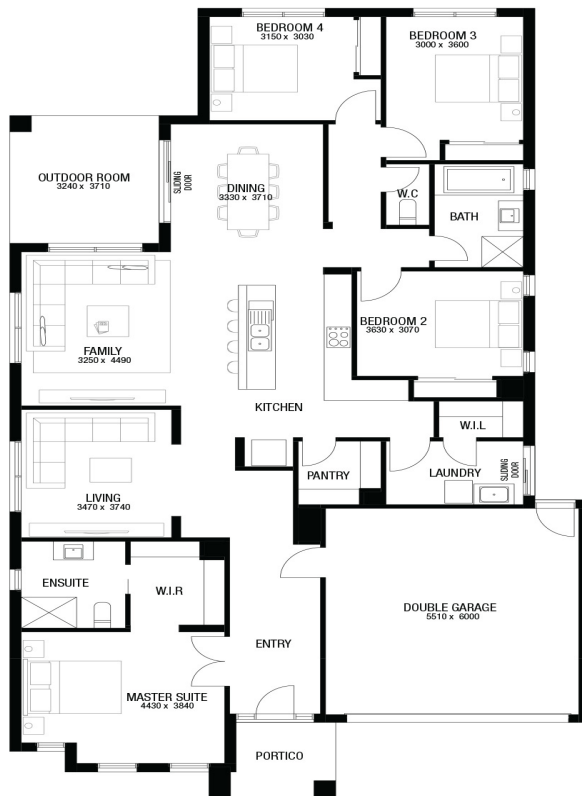 BEDROOM 4
3150 x 3030
BEDROOM 3
3000 x 3600
OUTDOOR ROOM
3240 x 3710
SLIDING
DOOR
DINING
3330 x 3710
W.C
BATH
FAMILY
3250 x 4490
BEDROOM 2
3630 x 3070
KITCHEN
W.I.L
LIVING
3470 x 3740
PANTRY
LAUNDRY
SLIDING
DOOR
ENSUITE
W.I.R
DOUBLE GARAGE
5510 x 6000
ENTRY
MASTER SUITE
4430 x 3840
PORTICO